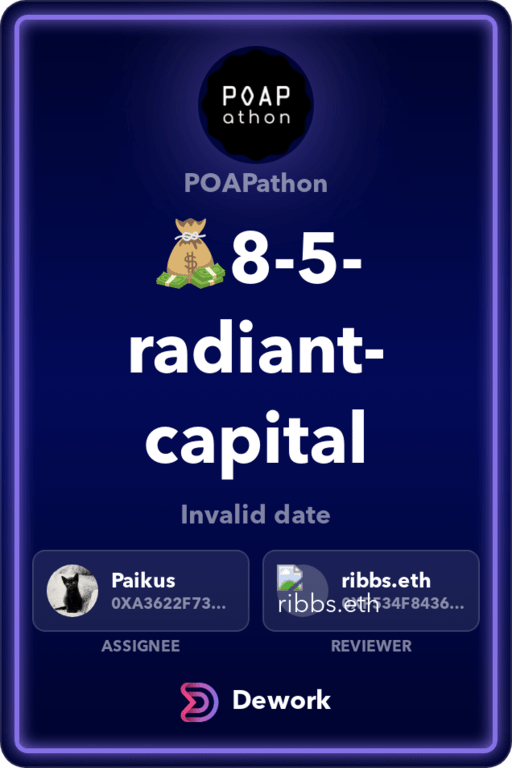 POAP
athon
POAPathon
💰8-5-
radiant-
capital
Invalid date
Paikus
0XA3622F73...
ribbs.eth
ribbs.eth
ASSIGNEE
REVIEWER
Dework